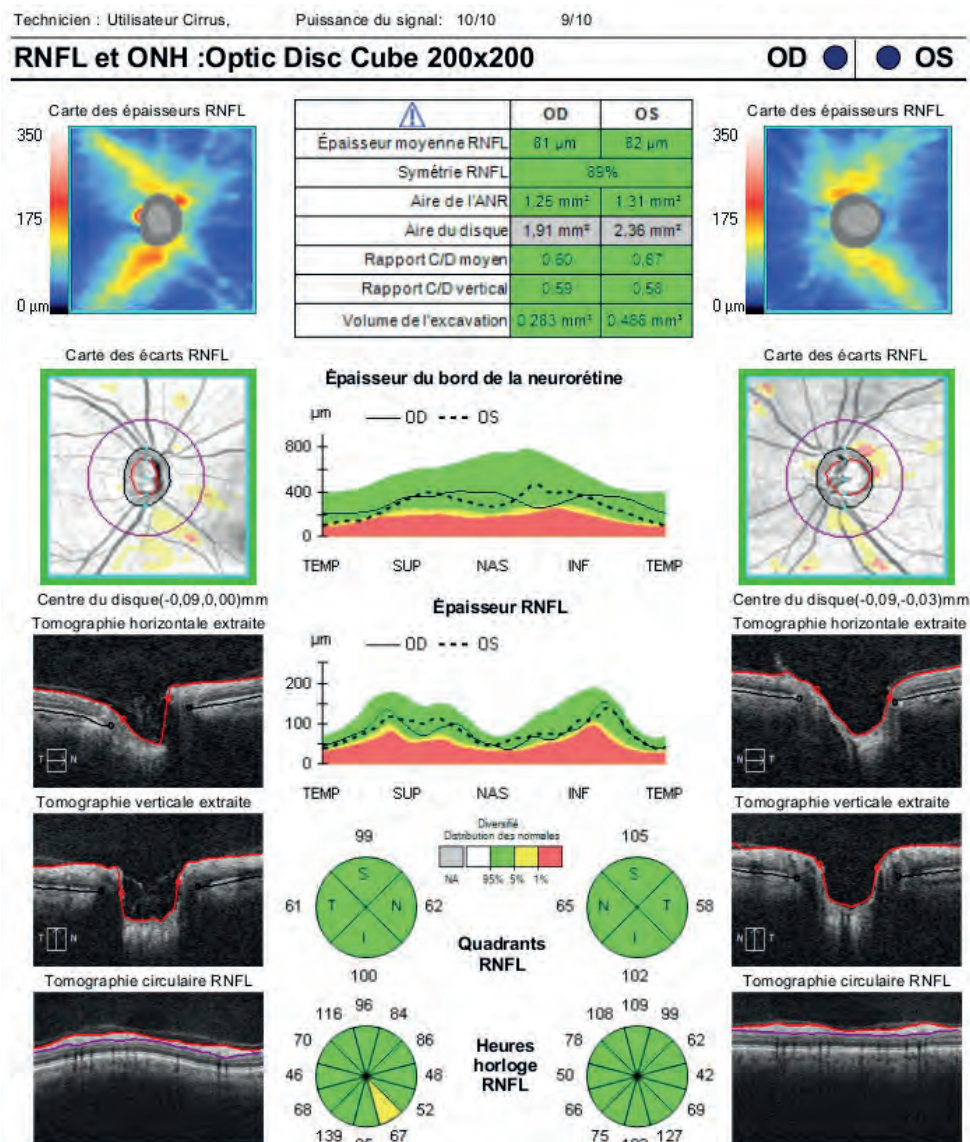 Technicien : Utilisateur Cirrus, Puissance du signal: 10/10 9/10
RNFL et ONH :Optic Disc Cube 200x200 OD OS
Carte des épaisseurs RNFL
350
175
0 µm
OD OS
Épaisseur moyenne RNFL 81 µm 82 µm
Symétrie RNFL 89%
Aire de l'ANR 1,25 mm² 1,31 mm²
Aire du disque 1,91 mm² 2,36 mm²
Rapport C/D moyen 0,60 0,67
Rapport C/D vertical 0,59 0,58
Volume de l'excavation 0,283 mm³ 0,486 mm³
Carte des épaisseurs RNFL
350
175
0 µm
Carte des écarts RNFL
Centre du disque(-0,09,0,00)mm
Tomographie horizontale extraite
T N
Tomographie verticale extraite
T N
Tomographie circulaire RNFL
Épaisseur du bord de la neurorétine
µm OD OS
800
400
0
TEMP SUP NAS INF TEMP
Épaisseur RNFL
µm OD OS
200
100
0
TEMP SUP NAS INF TEMP
Diversifié
Distribution des normales
NA 95% 5% 1%
99
S
61 T N 62
I
100
Quadrants
RNFL
105
S
65 N T 58
I
102
116 96 84
70 86
46 48
68 52
139 67
Heures
horloge
RNFL
108 109 99
78 62
50 42
66 69
75 127
Carte des écarts RNFL
Centre du disque(-0,09,-0,03)mm
Tomographie horizontale extraite
N T
Tomographie verticale extraite
N T
Tomographie circulaire RNFL